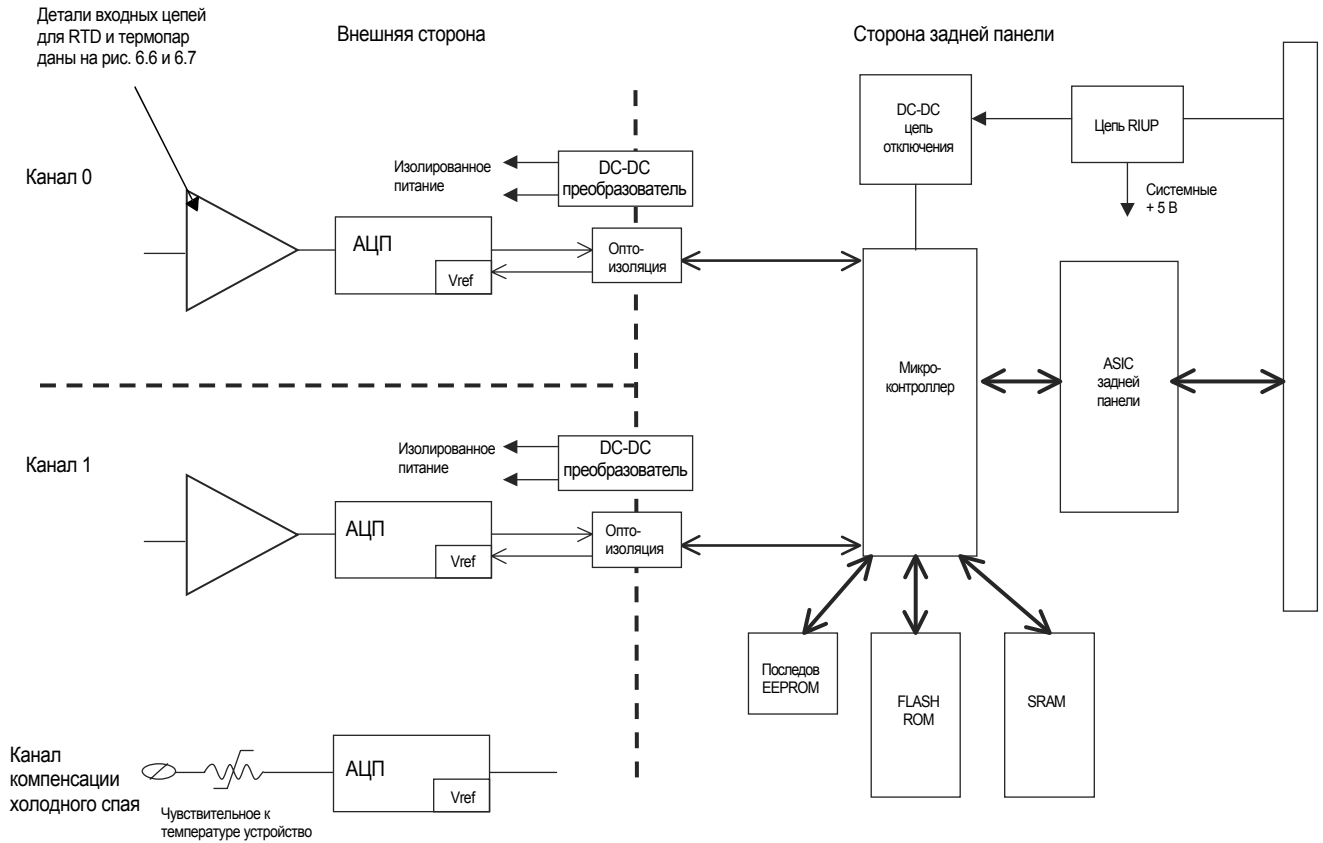 Детали входных цепей
для RTD и термопар
даны на рис. 6.6 и 6.7
Внешняя сторона
Сторона задней панели
DC-DC
цепь
отключения
Цепь RIUP
Системные
+ 5 В
Канал 0
Изолированное
питание
DC-DC
преобразователь
АЦП
Vref
Опто-
изоляция
Микро-
контроллер
ASIC
задней
панели
Канал 1
Изолированное
питание
DC-DC
преобразователь
АЦП
Vref
Опто-
изоляция
Последов
EEPROM
FLASH
ROM
SRAM
Канал
компенсации
холодного спая
АЦП
Vref
Чувствительное к
температуре устройство